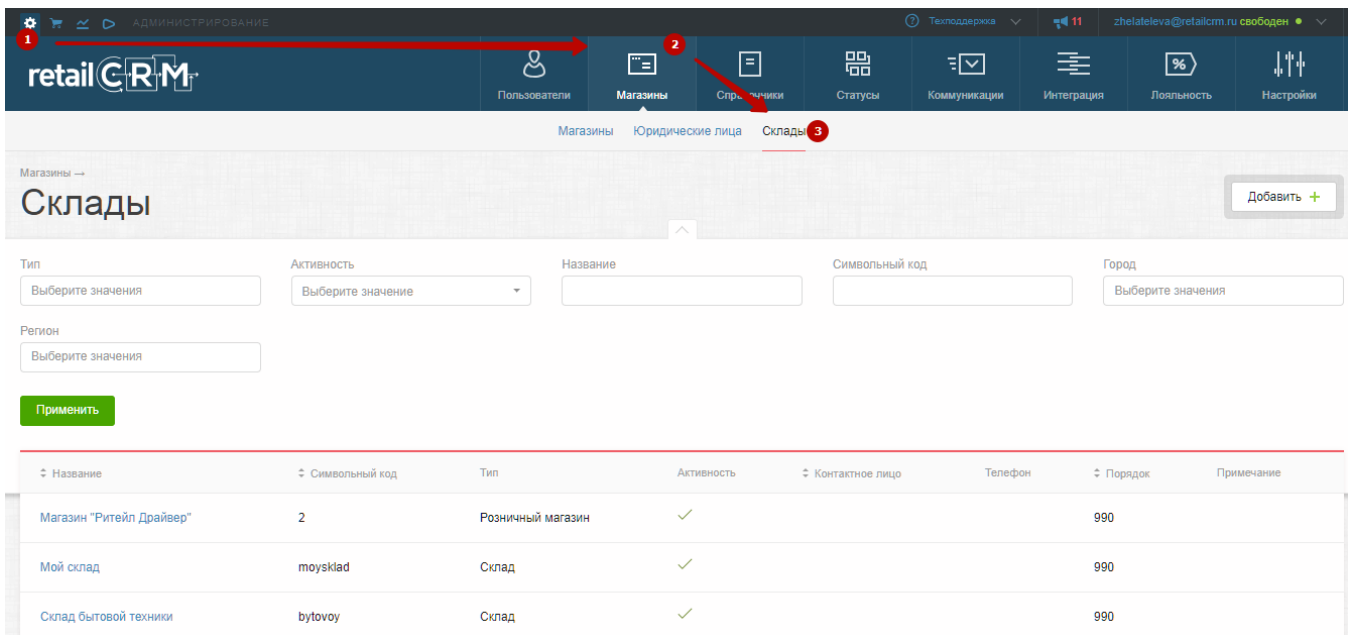 АДМИНИСТРИРОВАНИЕ Техподдержка 11 zhelateleva@retailcrm.ru свободен
1
2
retailCRM
Пользователи Магазины Справочники Статусы Коммуникации Интеграция Лояльность Настройки
Магазины Юридические лица Склады 3
Магазины →
Склады
Добавить +
Тип Активность Название Символьный код Город
Выберите значения Выберите значение Выберите значения
Регион
Выберите значения
Применить
Название Символьный код Тип Активность Контактное лицо Телефон Порядок Примечание
Магазин "Ритейл Драйвер" 2 Розничный магазин 990
Мой склад moysklad Склад 990
Склад бытовой техники bytovoy Склад 990